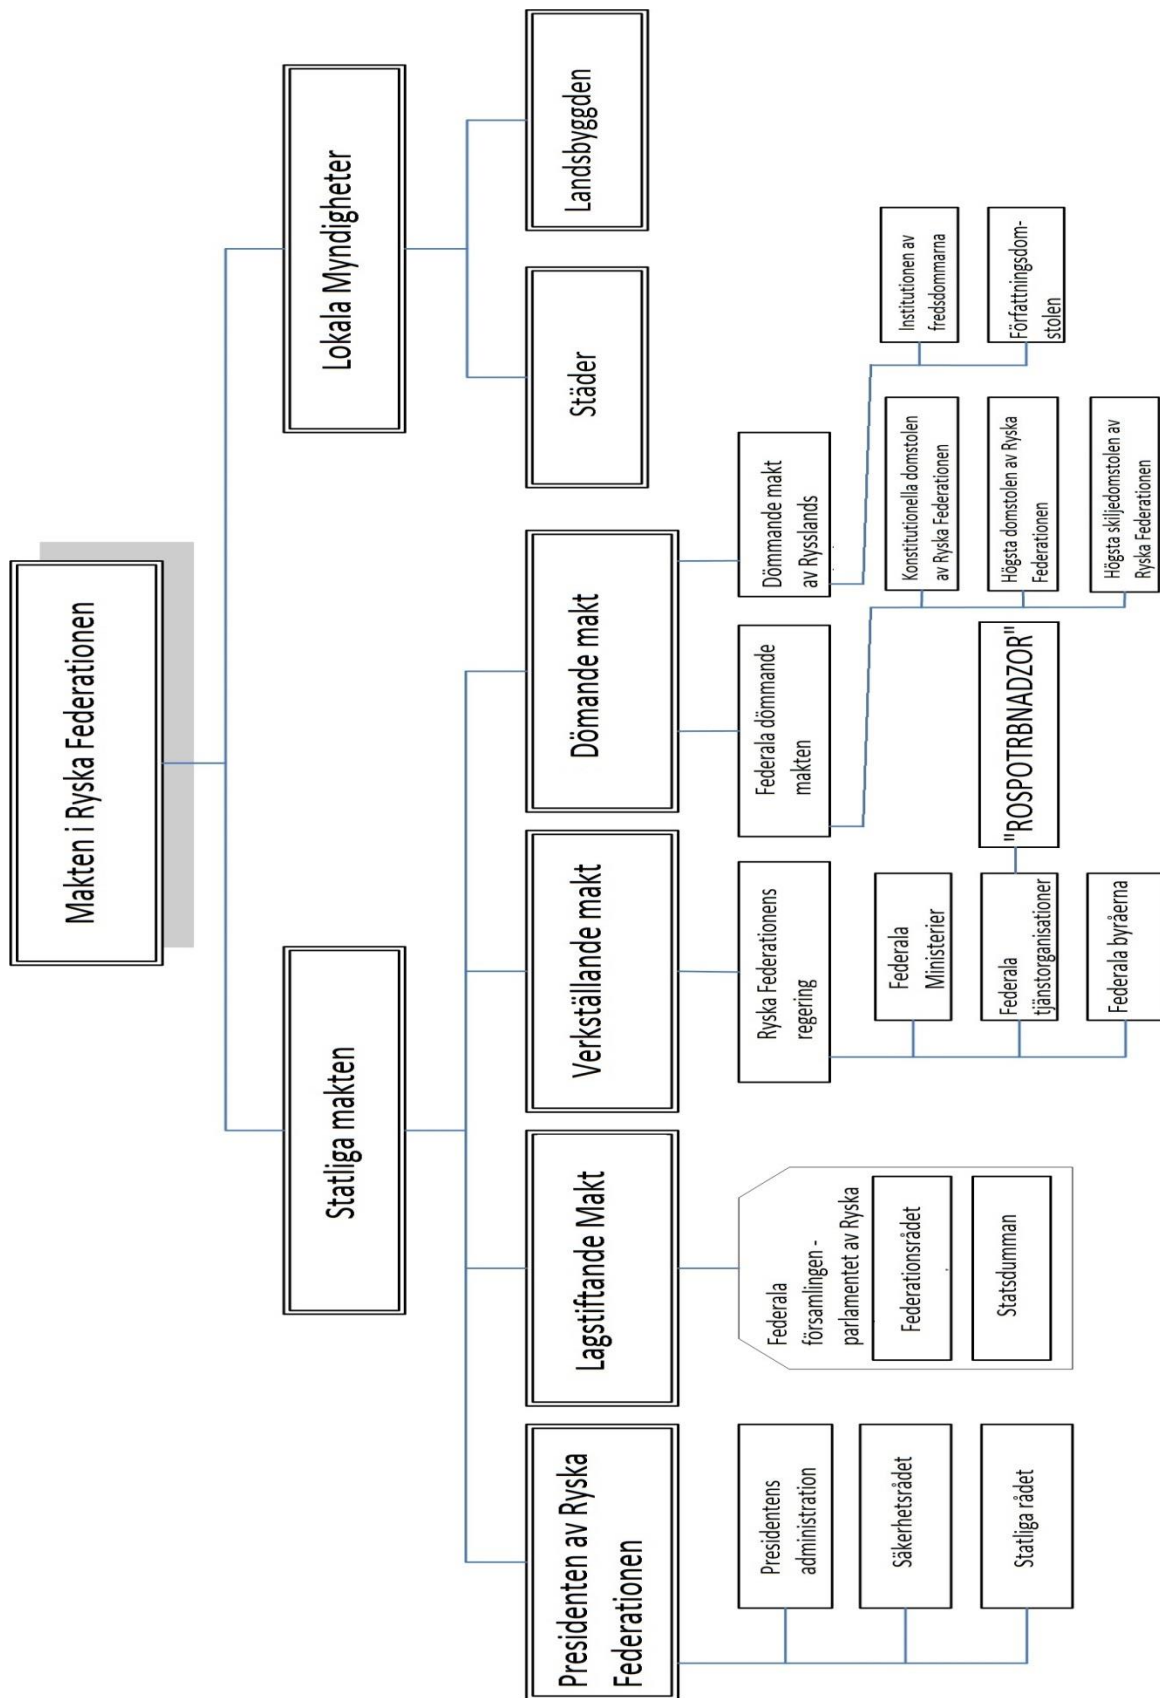 Makten i Ryska Federationen
Statliga makten
Lokala Myndigheter
Presidenten av Ryska
Federationen
Lagstiftande Makt
Verkställande makt
Dömande makt
Städer
Landsbyggden
Presidentens
administration
Säkerhetsrådet
Statliga rådet
Federala
församlingen -
parlamentet av Ryska
Federationsrådet
Statsdumman
Ryska Federationens
regering
Federala
Ministerier
Federala
tjänstorganisationer
Federala byråerna
"ROSPOTRBNADZOR"
Federala dömmande
makten
Konstitutionella domstolen
av Ryska Federationen
Högsta domstolen av Ryska
Federationen
Högsta skiljedomstolen av
Ryska Federationen
Dömmande makt
av Rysslands
Institutionen av
fredsdommarna
Författningsdom-
stolen